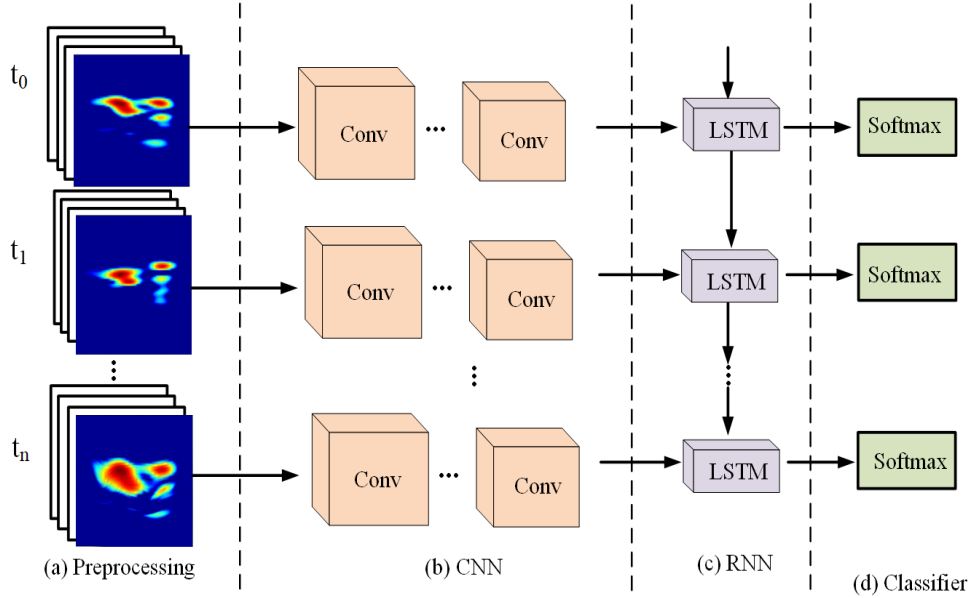 t0
Conv
Conv
LSTM
Softmax
t1
Conv
Conv
LSTM
Softmax
tn
Conv
Conv
LSTM
Softmax
(a) Preprocessing
(b) CNN
(c) RNN
(d) Classifier